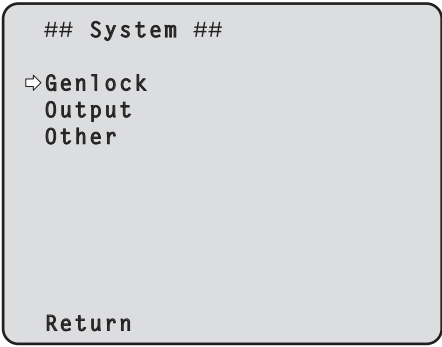 ## System ##
⇨Genlock
Output
Other
Return